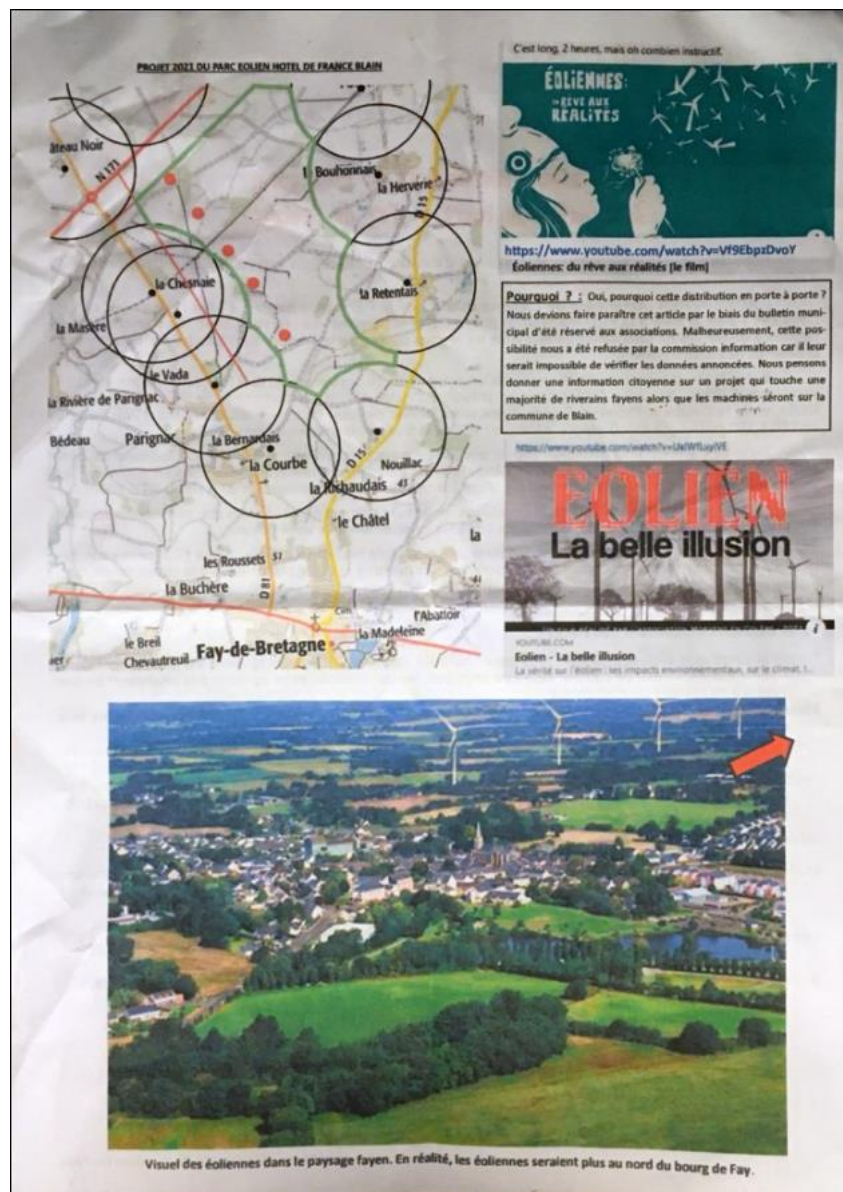 PROJET 2021 DU PARC EOLIEN HOTEL DE FRANCE BLAIN
âteau Noir
N 171
Bouhonnais
la Herverie
D 15
la Chesnaie
la Retentais
la Masère
le Vada
la Rivière de Parignac
Bédeau
Parignac
la Bernardais
la Courbe
D 15
Nouillac
la Richaudais 43
le Châtel
la
les Roussets 51
la Buchère
D 81
l'Abattoir
la Madeleine
le Breil
Chevautreuil
Fay-de-Bretagne
C'est long, 2 heures, mais oh combien instructif.
ÉOLIENNES:
DU RÊVE AUX
RÉALITÉS
https://www.youtube.com/watch?v=Vf9EbpzDvoY
Éoliennes: du rêve aux réalités [le film]
Pourquoi ? : Oui, pourquoi cette distribution en porte à porte ?
Nous devions faire paraître cet article par le biais du bulletin muni-
cipal d'été réservé aux associations. Malheureusement, cette pos-
sibilité nous a été refusée par la commission information car il leur
serait impossible de vérifier les données annoncées. Nous pensons
donner une information citoyenne sur un projet qui touche une
majorité de riverains fayens alors que les machines séront sur la
commune de Blain.
EOLIEN
La belle illusion
i
YOUTUBE.COM
Eolien - La belle illusion
La vérité sur l'éolien : ses impacts environnementaux, sur le climat, l...
Visuel des éoliennes dans le paysage fayen. En réalité, les éoliennes seraient plus au nord du bourg de Fay.